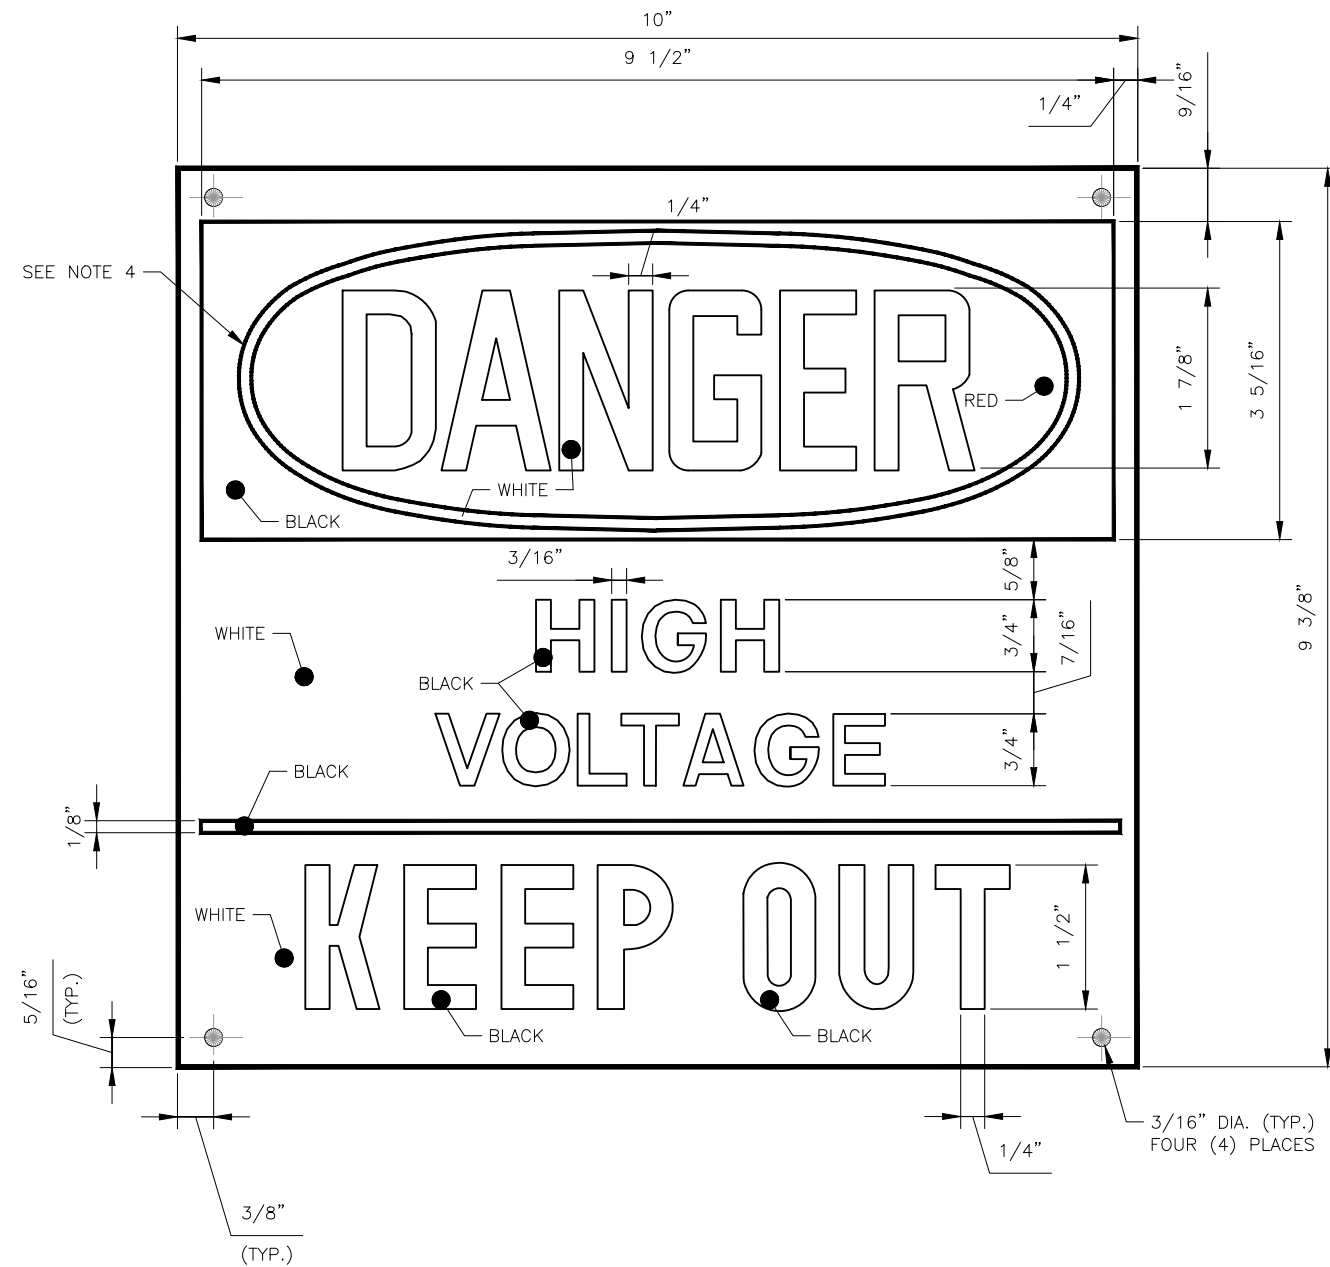 10"
9 1/2"
1/4"
9/16"
1/4"
SEE NOTE 4
DANGER
RED
1 7/8"
3 5/16"
WHITE
BLACK
3/16"
5/8"
9 3/8"
HIGH
3/4"
7/16"
WHITE
BLACK
VOLTAGE
3/4"
BLACK
1/8"
KEEP OUT
WHITE
1 1/2"
5/16"
(TYP.)
BLACK
BLACK
3/16" DIA. (TYP.)
FOUR (4) PLACES
1/4"
3/8"
(TYP.)